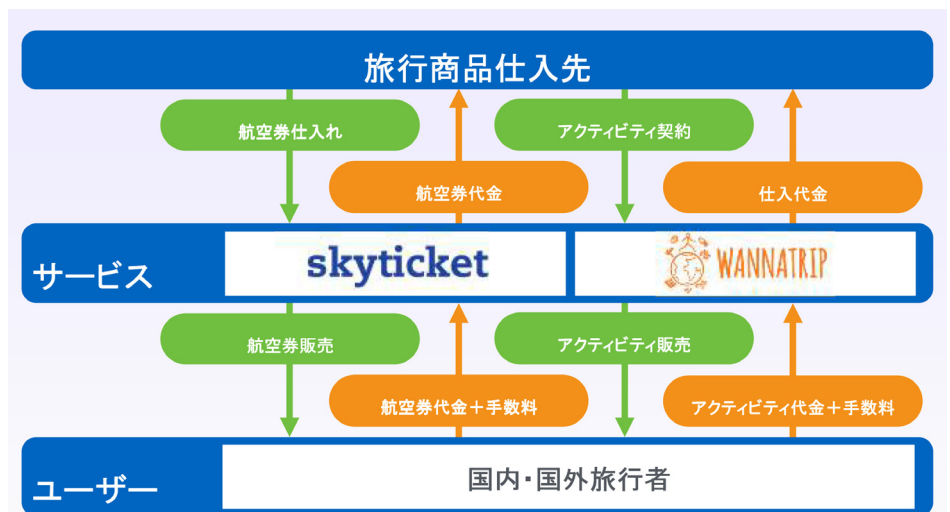 旅行商品仕入先
航空券仕入れ
アクティビティ契約
航空券代金
仕入代金
サービス
skyticket
WANNATRIP
航空券販売
アクティビティ販売
航空券代金＋手数料
アクティビティ代金＋手数料
ユーザー
国内・国外旅行者